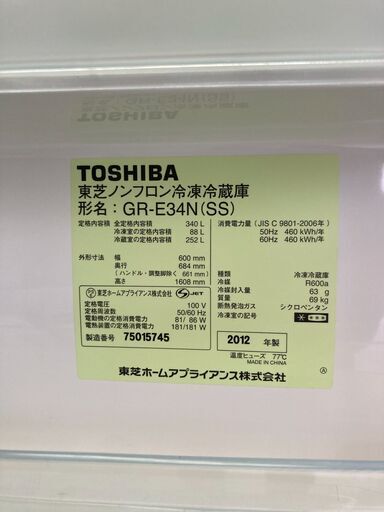 TOSHIBA
東芝ノンフロン冷凍冷蔵庫
形名：GR-E34N(SS)
定格内容積 全定格内容積 340 L
冷凍室の定格内容積 88 L
冷蔵室の定格内容積 252 L
外形寸法 幅 600 mm
奥行 684 mm
(ハンドル・調整脚除く 661 mm)
高さ 1608 mm
東芝ホームアプライアンス株式会社 JET
定格電圧 100 V
定格周波数 50/60 Hz
電動機の定格消費電力 81/ 86 W
電熱装置の定格消費電力 181/181 W
製造番号 75015745
消費電力量 (JIS C 9801-2006年)
50Hz 460 kWh/年
60Hz 460 kWh/年
種類 冷凍冷蔵庫
冷媒 R600a
冷媒封入量 63 g
質量 69 kg
断熱発泡ガス シクロペンタン
冷凍室の記号
2012 年製
温度ヒューズ 77℃
MADE IN CHINA
東芝ホームアプライアンス株式会社
Ⓐ